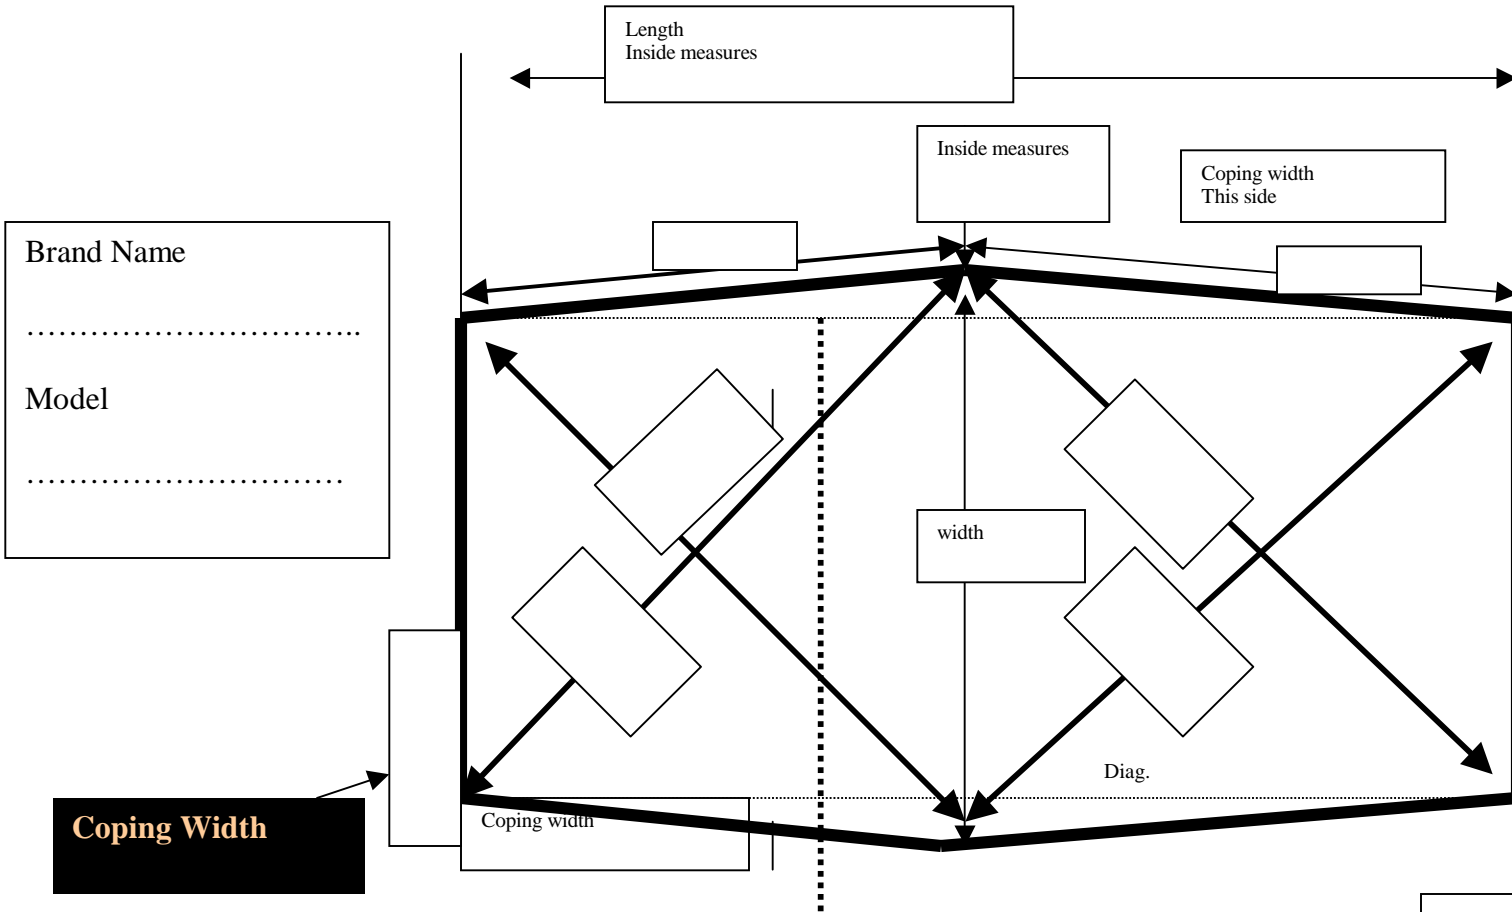 Length
Inside measures
Inside measures
Coping width
This side
Brand Name
…………………………..
Model
…………………………
width
Diag.
Coping width
Coping Width